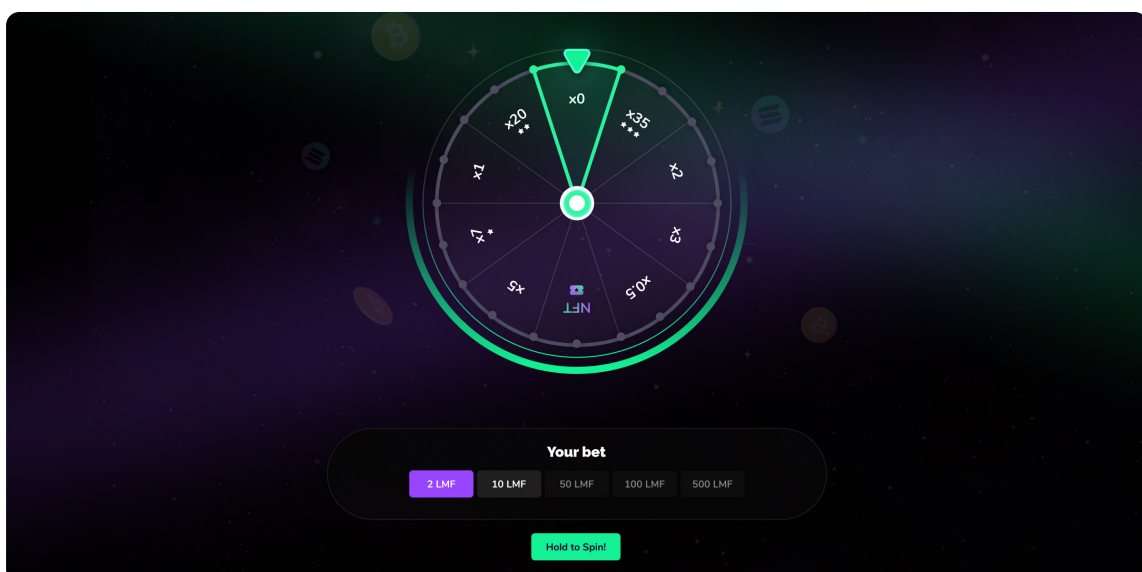 x0
x35
x2
x3
x0.5
NFT
x5
x7
x1
x20
Your bet
2 LMF
10 LMF
50 LMF
100 LMF
500 LMF
Hold to Spin!